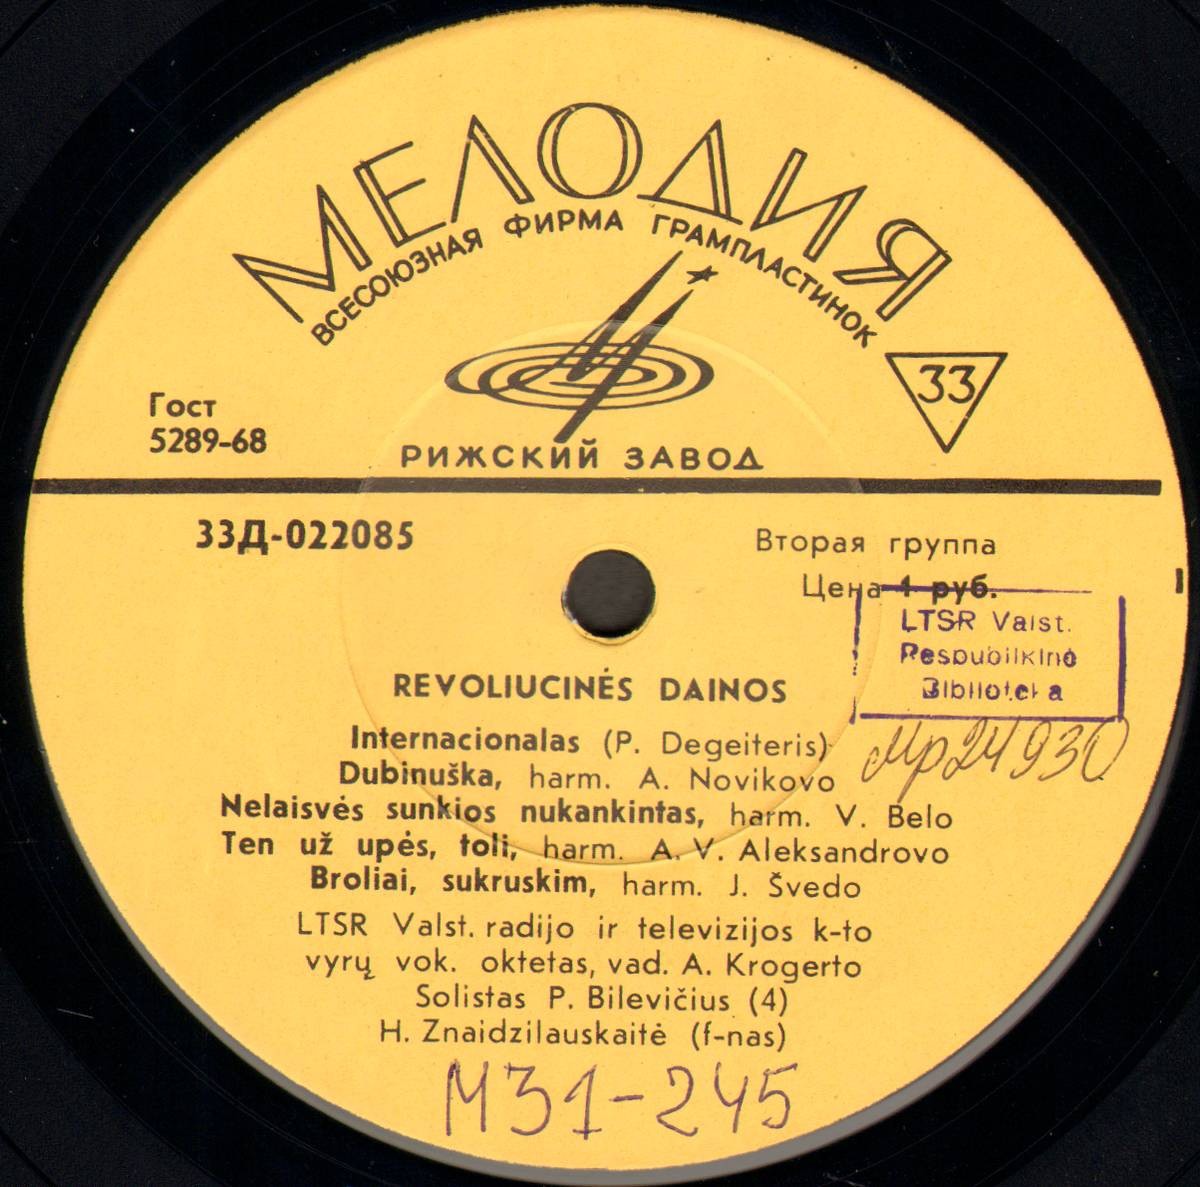 МЕЛОДИЯ
ВСЕСОЮЗНАЯ ФИРМА ГРАМПЛАСТИНОК
33
Гост
5289-68
РИЖСКИЙ ЗАВОД
33Д-022085
Вторая группа
Цена 1 руб.
LTSR Valst.
Respublikinė
Biblioteka
Мр24930
REVOLIUCINĖS DAINOS
Internacionalas (P. Degeiteris)
Dubinuška, harm. A. Novikovo
Nelaisvės sunkios nukankintas, harm. V. Belo
Ten už upės, toli, harm. A. V. Aleksandrovo
Broliai, sukruskim, harm. J. Švedo
LTSR Valst. radijo ir televizijos k-to
vyrų vok. oktetas, vad. A. Krogerto
Solistas P. Bilevičius (4)
H. Znaidzilauskaitė (f-nas)
М31-245